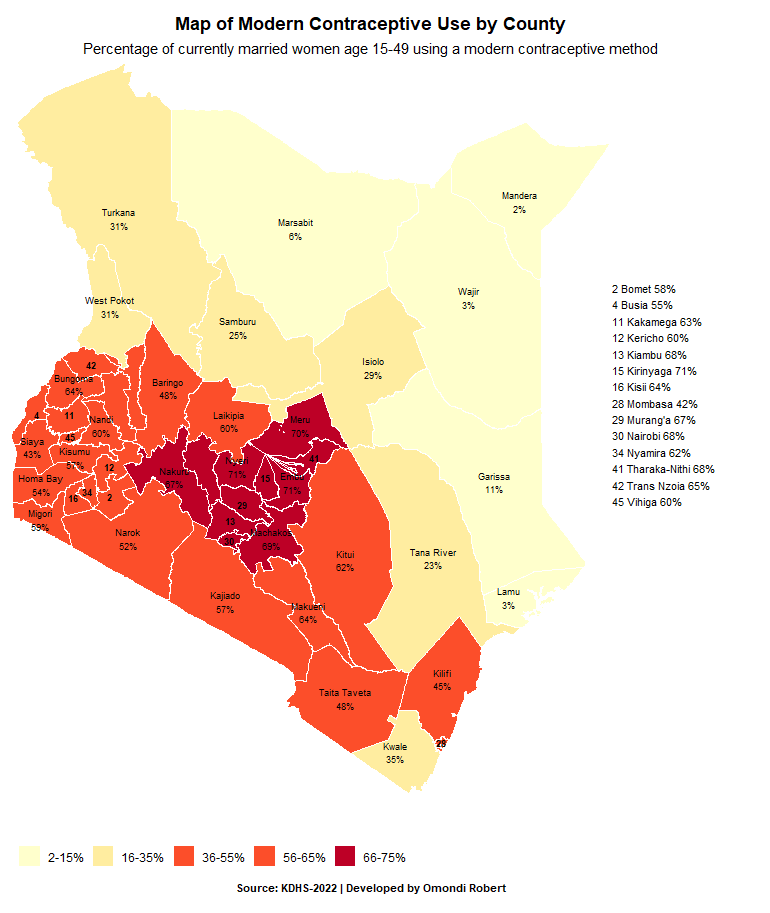 Map of Modern Contraceptive Use by County
Percentage of currently married women age 15-49 using a modern contraceptive method
Mandera
2%
Turkana
31%
Marsabit
6%
Wajir
3%
West Pokot
31%
Samburu
25%
Isiolo
29%
42
Bungoma
64%
Baringo
48%
4
11
Nandi
60%
Laikipia
60%
Meru
70%
45
Siaya
43%
Kisumu
57%
12
Nakuru
67%
Nyeri
71%
41
15
Embu
71%
Homa Bay
54%
16
34
2
29
Migori
59%
13
30
Machakos
69%
Narok
52%
Kitui
62%
Tana River
23%
Garissa
11%
Lamu
3%
Kajiado
57%
Makueni
64%
Taita Taveta
48%
Kilifi
45%
28
Kwale
35%
2 Bomet 58%
4 Busia 55%
11 Kakamega 63%
12 Kericho 60%
13 Kiambu 68%
15 Kirinyaga 71%
16 Kisii 64%
28 Mombasa 42%
29 Murang'a 67%
30 Nairobi 68%
34 Nyamira 62%
41 Tharaka-Nithi 68%
42 Trans Nzoia 65%
45 Vihiga 60%
2-15%
16-35%
36-55%
56-65%
66-75%
Source: KDHS-2022 | Developed by Omondi Robert